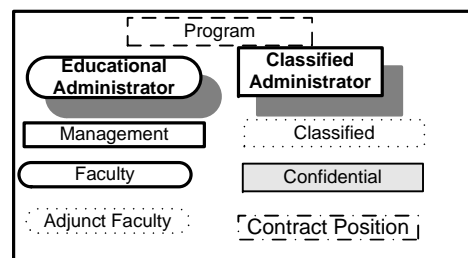 Program
Educational
Administrator
Classified
Administrator
Management
Classified
Faculty
Confidential
Adjunct Faculty
Contract Position